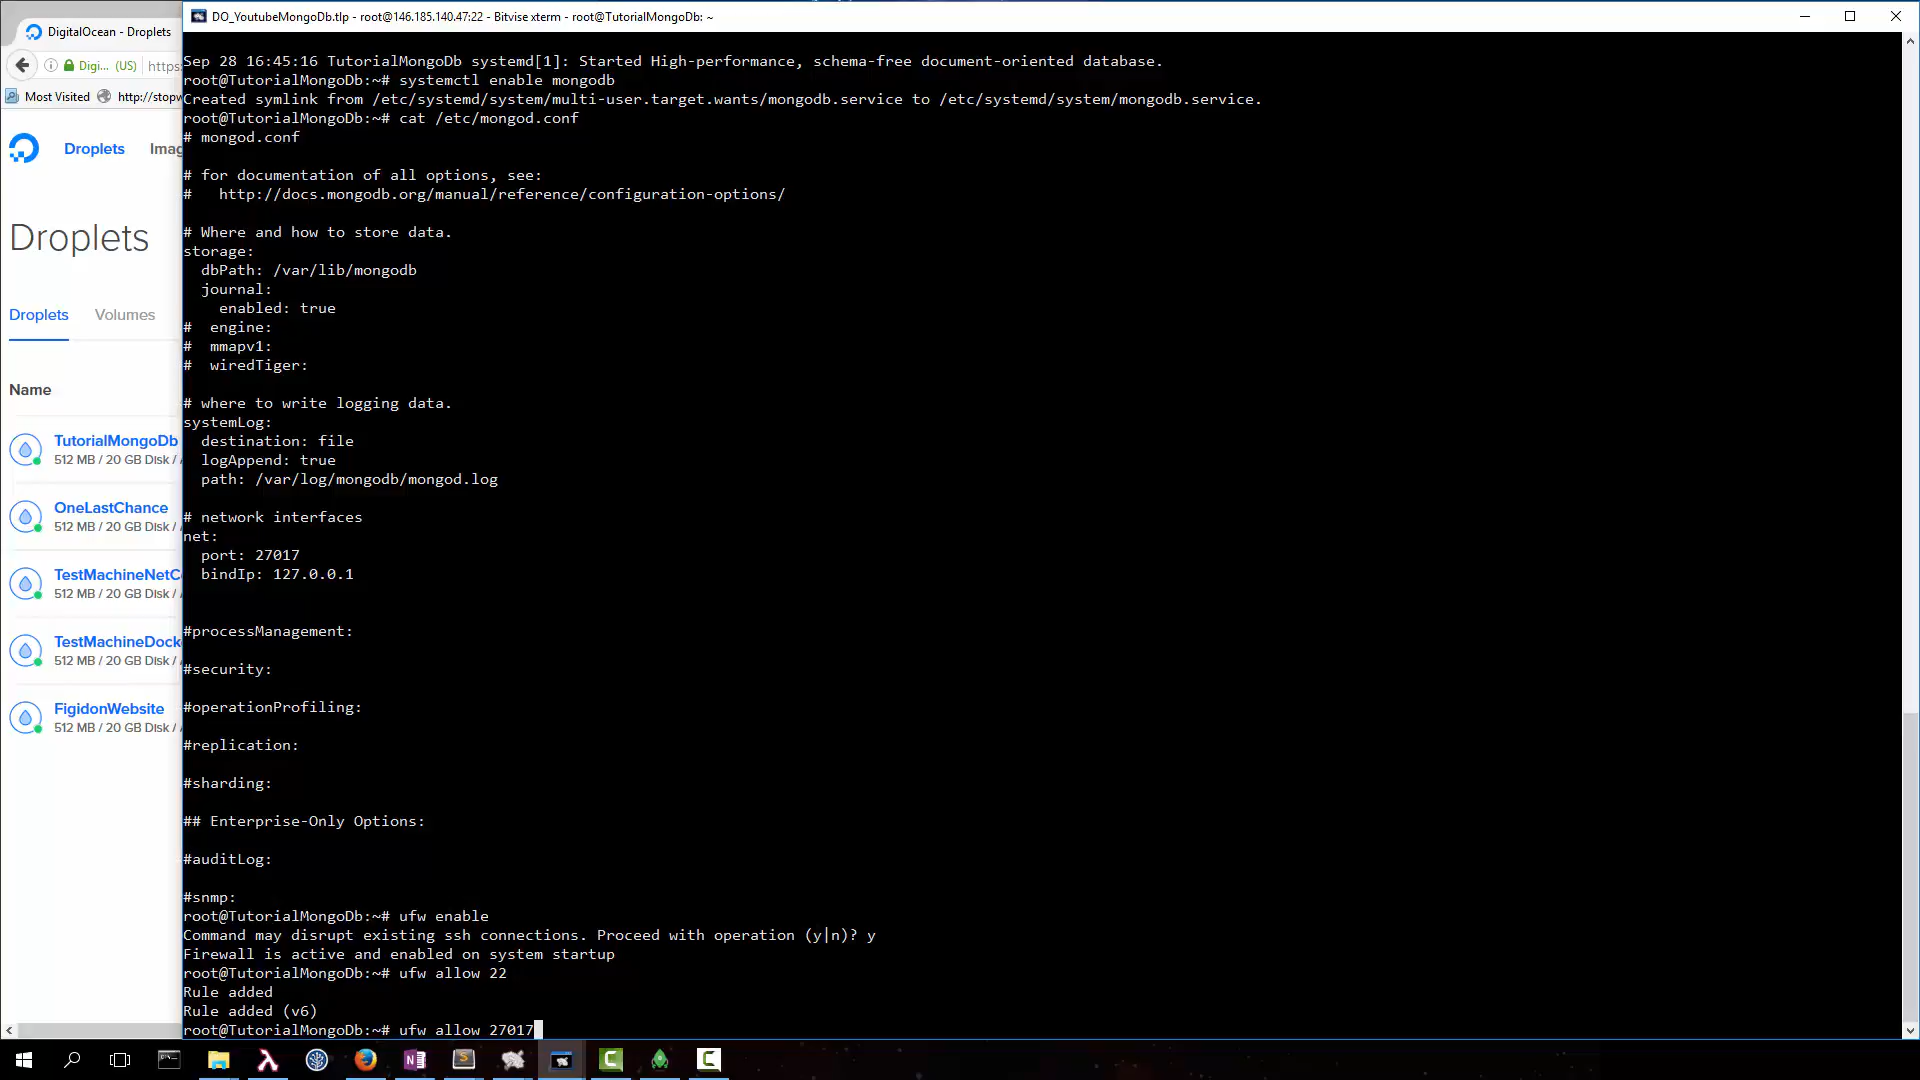 DO_YoutubeMongoDb.tlp - root@146.185.140.47:22 - Bitvise xterm - root@TutorialMongoDb: ~
DigitalOcean - Droplets
Digi... (US)
https:
Most Visited
http://stopw
Droplets
Imag
Droplets
Droplets
Volumes
Name
TutorialMongoDb
512 MB / 20 GB Disk /
OneLastChance
512 MB / 20 GB Disk /
TestMachineNetC
512 MB / 20 GB Disk /
TestMachineDock
512 MB / 20 GB Disk /
FigidonWebsite
512 MB / 20 GB Disk /
Sep 28 16:45:16 TutorialMongoDb systemd[1]: Started High-performance, schema-free document-oriented database.
root@TutorialMongoDb:~# systemctl enable mongodb
Created symlink from /etc/systemd/system/multi-user.target.wants/mongodb.service to /etc/systemd/system/mongodb.service.
root@TutorialMongoDb:~# cat /etc/mongod.conf
# mongod.conf
# for documentation of all options, see:
#   http://docs.mongodb.org/manual/reference/configuration-options/
# Where and how to store data.
storage:
  dbPath: /var/lib/mongodb
  journal:
    enabled: true
#  engine:
#  mmapv1:
#  wiredTiger:
# where to write logging data.
systemLog:
  destination: file
  logAppend: true
  path: /var/log/mongodb/mongod.log
# network interfaces
net:
  port: 27017
  bindIp: 127.0.0.1
#processManagement:
#security:
#operationProfiling:
#replication:
#sharding:
## Enterprise-Only Options:
#auditLog:
#snmp:
root@TutorialMongoDb:~# ufw enable
Command may disrupt existing ssh connections. Proceed with operation (y|n)? y
Firewall is active and enabled on system startup
root@TutorialMongoDb:~# ufw allow 22
Rule added
Rule added (v6)
root@TutorialMongoDb:~# ufw allow 27017